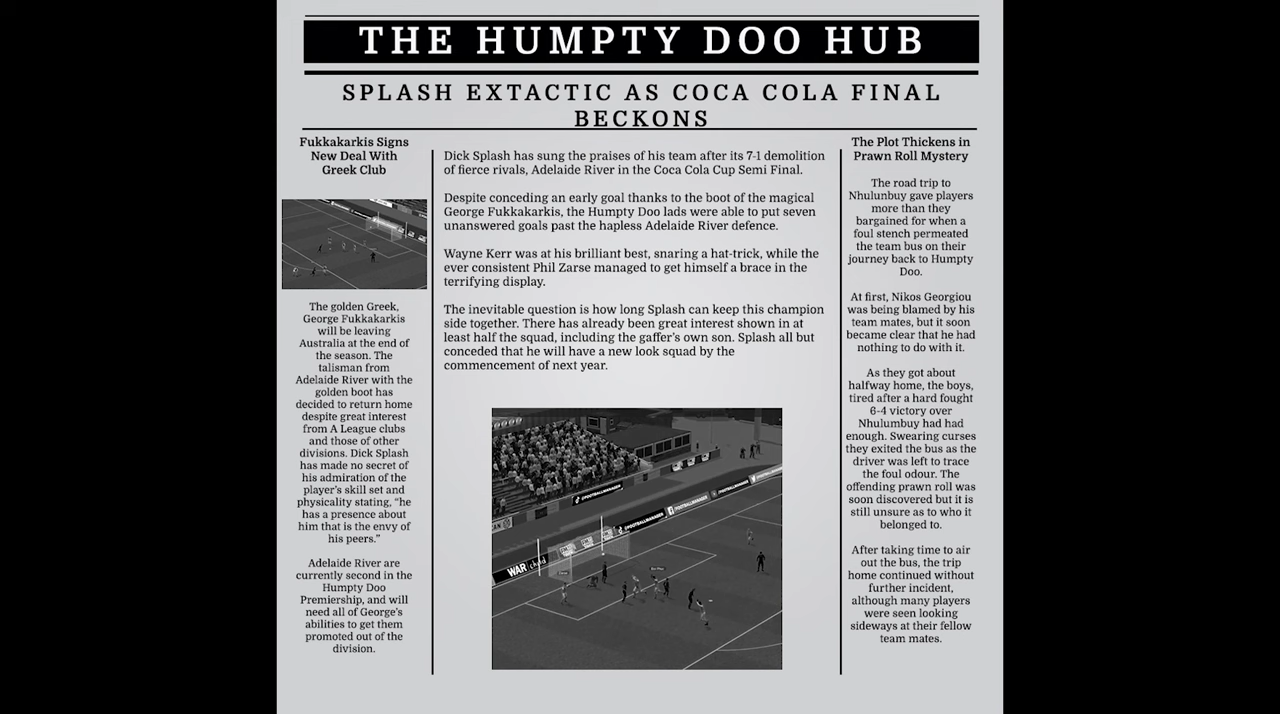 THE HUMPTY DOO HUB
SPLASH EXTACTIC AS COCA COLA FINAL
BECKONS
Fukkakarkis Signs
New Deal With
Greek Club
The golden Greek,
George Fukkakarkis
will be leaving
Australia at the end of
the season. The
talisman from
Adelaide River with the
golden boot has
decided to return home
despite great interest
from A League clubs
and those of other
divisions. Dick Splash
has made no secret of
his admiration of the
player's skill set and
physicality stating, "he
has a presence about
him that is the envy of
his peers."
Adelaide River are
currently second in the
Humpty Doo
Premiership, and will
need all of George's
abilities to get them
promoted out of the
division.
Dick Splash has sung the praises of his team after its 7-1 demolition
of fierce rivals, Adelaide River in the Coca Cola Cup Semi Final.
Despite conceding an early goal thanks to the boot of the magical
George Fukkakarkis, the Humpty Doo lads were able to put seven
unanswered goals past the hapless Adelaide River defence.
Wayne Kerr was at his brilliant best, snaring a hat-trick, while the
ever consistent Phil Zarse managed to get himself a brace in the
terrifying display.
The inevitable question is how long Splash can keep this champion
side together. There has already been great interest shown in at
least half the squad, including the gaffer's own son. Splash all but
conceded that he will have a new look squad by the
commencement of next year.
@FOOTBALLMANAGER
@FOOTBALLMANAGER
WAR child
The Plot Thickens in
Prawn Roll Mystery
The road trip to
Nhulunbuy gave players
more than they
bargained for when a
foul stench permeated
the team bus on their
journey back to Humpty
Doo.
At first, Nikos Georgiou
was being blamed by his
team mates, but it soon
became clear that he had
nothing to do with it.
As they got about
halfway home, the boys,
tired after a hard fought
6-4 victory over
Nhulumbuy had had
enough. Swearing curses
they exited the bus as the
driver was left to trace
the foul odour. The
offending prawn roll was
soon discovered but it is
still unsure as to who it
belonged to.
After taking time to air
out the bus, the trip
home continued without
further incident,
although many players
were seen looking
sideways at their fellow
team mates.